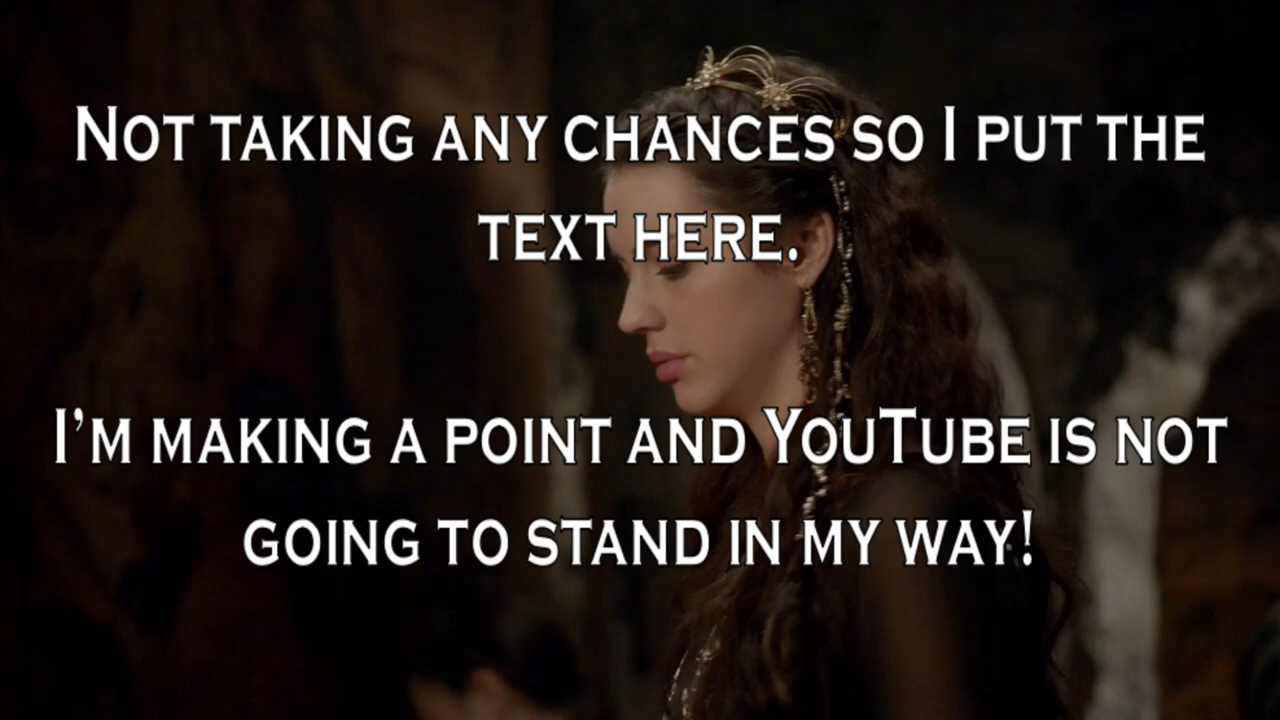 Not taking any chances so I put the
text here.
I'm making a point and YouTube is not
going to stand in my way!